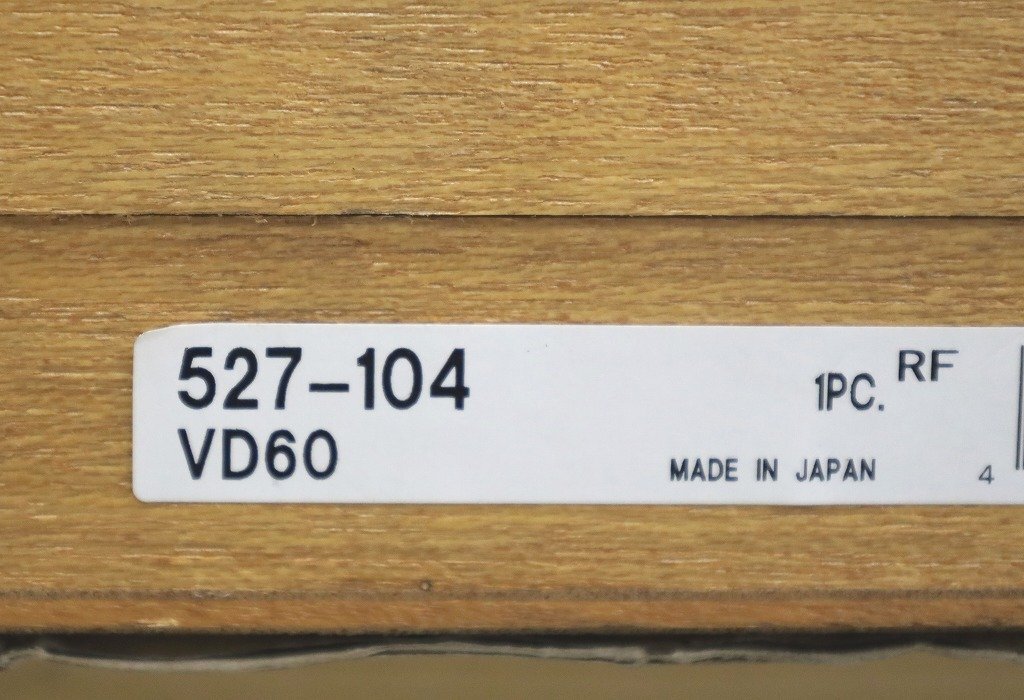 527-104
VD60
1PC. RF
MADE IN JAPAN
4